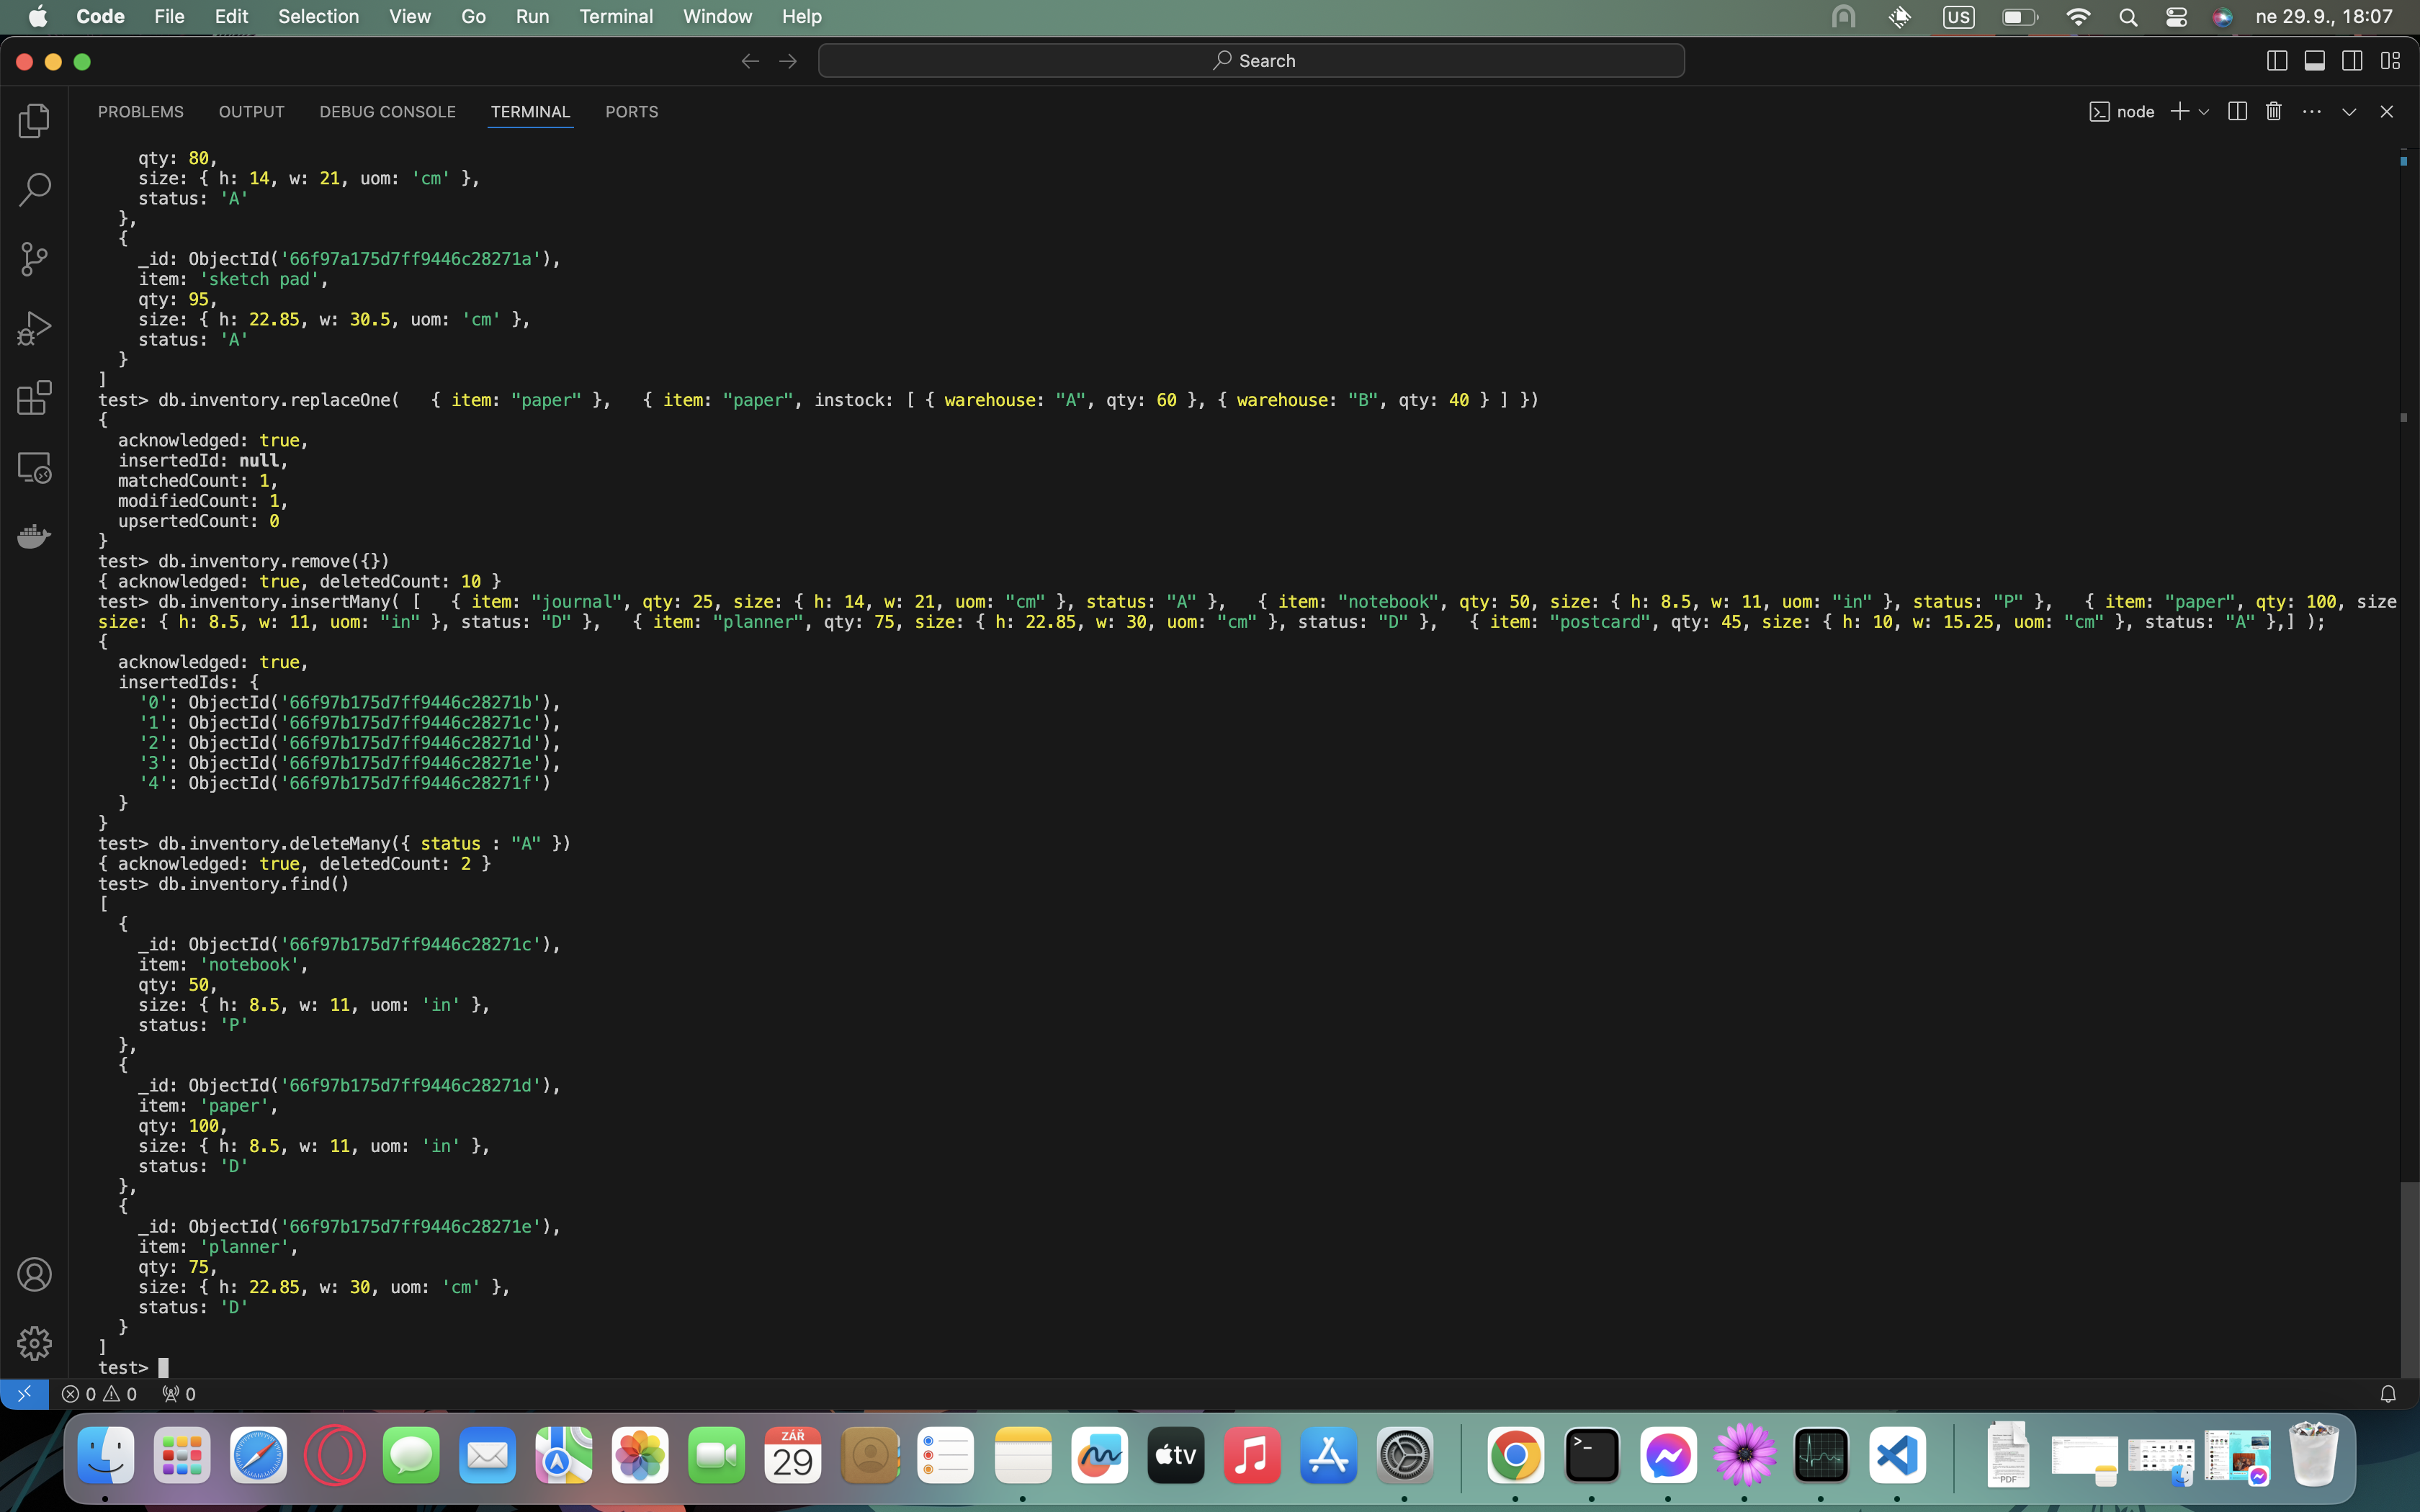 Code File Edit Selection View Go Run Terminal Window Help US ne 29. 9., 18:07
Search
PROBLEMS OUTPUT DEBUG CONSOLE TERMINAL PORTS node
qty: 80,
size: { h: 14, w: 21, uom: 'cm' },
status: 'A'
},
{
_id: ObjectId('66f97a175d7ff9446c28271a'),
item: 'sketch pad',
qty: 95,
size: { h: 22.85, w: 30.5, uom: 'cm' },
status: 'A'
}
]
test> db.inventory.replaceOne(   { item: "paper" },   { item: "paper", instock: [ { warehouse: "A", qty: 60 }, { warehouse: "B", qty: 40 } ] })
{
acknowledged: true,
insertedId: null,
matchedCount: 1,
modifiedCount: 1,
upsertedCount: 0
}
test> db.inventory.remove({})
{ acknowledged: true, deletedCount: 10 }
test> db.inventory.insertMany( [   { item: "journal", qty: 25, size: { h: 14, w: 21, uom: "cm" }, status: "A" },   { item: "notebook", qty: 50, size: { h: 8.5, w: 11, uom: "in" }, status: "P" },   { item: "paper", qty: 100, size
size: { h: 8.5, w: 11, uom: "in" }, status: "D" },   { item: "planner", qty: 75, size: { h: 22.85, w: 30, uom: "cm" }, status: "D" },   { item: "postcard", qty: 45, size: { h: 10, w: 15.25, uom: "cm" }, status: "A" },] );
{
acknowledged: true,
insertedIds: {
'0': ObjectId('66f97b175d7ff9446c28271b'),
'1': ObjectId('66f97b175d7ff9446c28271c'),
'2': ObjectId('66f97b175d7ff9446c28271d'),
'3': ObjectId('66f97b175d7ff9446c28271e'),
'4': ObjectId('66f97b175d7ff9446c28271f')
}
}
test> db.inventory.deleteMany({ status : "A" })
{ acknowledged: true, deletedCount: 2 }
test> db.inventory.find()
[
{
_id: ObjectId('66f97b175d7ff9446c28271c'),
item: 'notebook',
qty: 50,
size: { h: 8.5, w: 11, uom: 'in' },
status: 'P'
},
{
_id: ObjectId('66f97b175d7ff9446c28271d'),
item: 'paper',
qty: 100,
size: { h: 8.5, w: 11, uom: 'in' },
status: 'D'
},
{
_id: ObjectId('66f97b175d7ff9446c28271e'),
item: 'planner',
qty: 75,
size: { h: 22.85, w: 30, uom: 'cm' },
status: 'D'
}
]
test>
0 0 0
ZÁŘ
29
tv
PDF